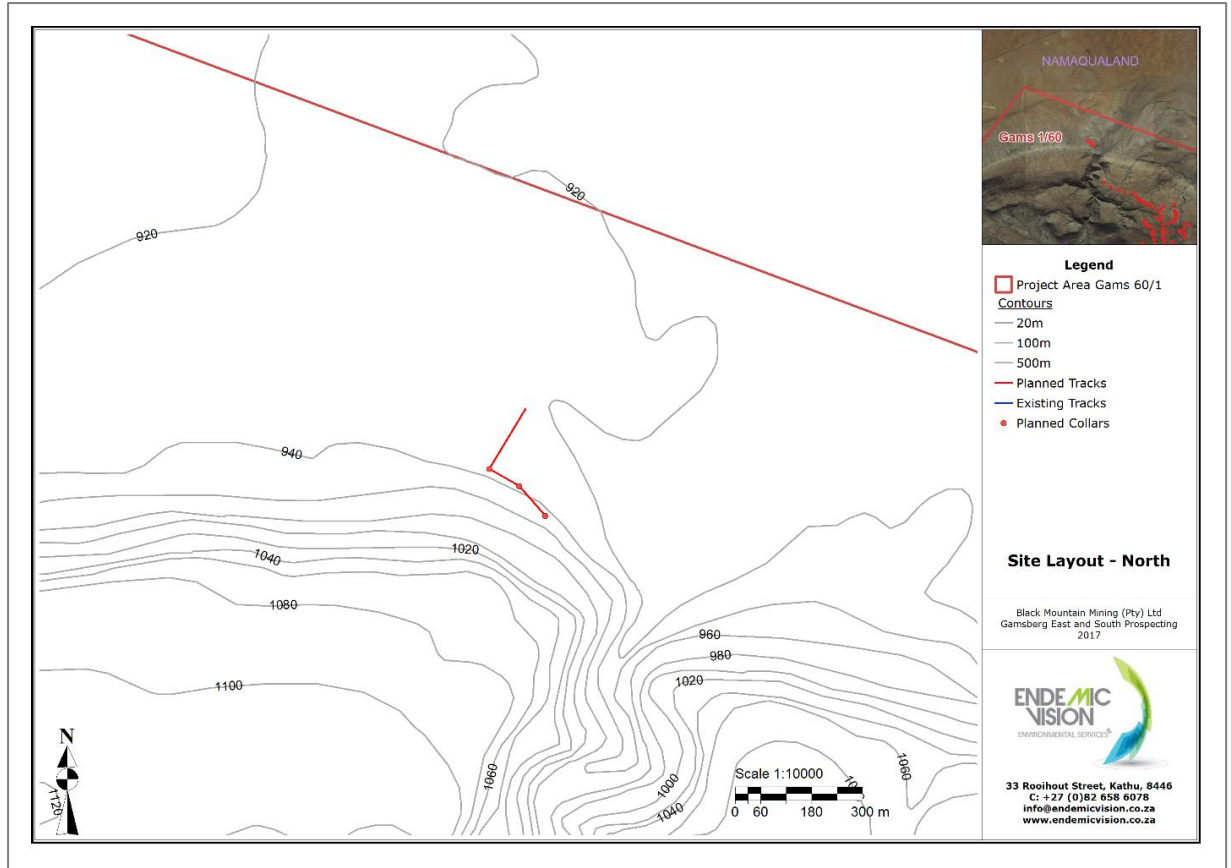 920
920
920
940
1020
1040
1080
1100
1060
1120
960
980
1020
1000
1040
1060
N
Scale 1:10000
0 60 180 300 m
NAMAQUALAND
Gams 1/60
Legend
Project Area Gams 60/1
Contours
20m
100m
500m
Planned Tracks
Existing Tracks
Planned Collars
Site Layout - North
Black Mountain Mining (Pty) Ltd
Gamsberg East and South Prospecting
2017
ENDEMIC
VISION
ENVIRONMENTAL SERVICES
33 Rooihout Street, Kathu, 8446
C: +27 (0)82 658 6078
info@endemicvision.co.za
www.endemicvision.co.za